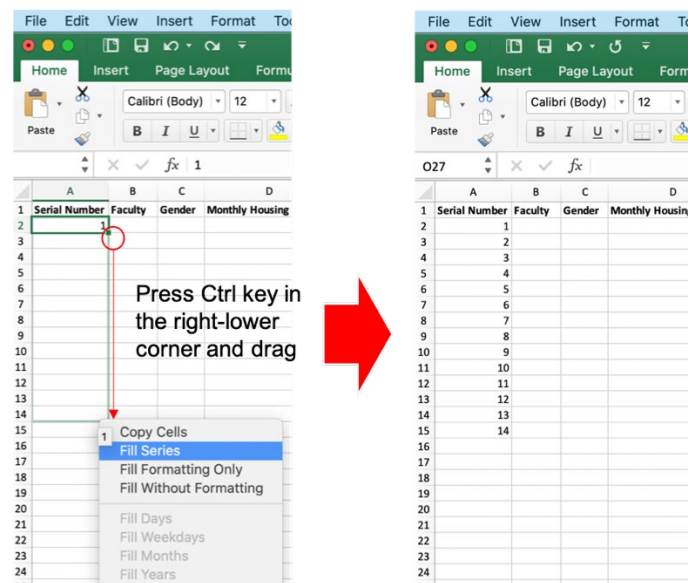 File Edit View Insert Format
Home Insert Page Layout
Calibri (Body) 12
Paste
B I U
fx 1
A B C D
1 Serial Number Faculty Gender Monthly Housing
2 1
3
4
5
6
7
8
9
10
11
12
13
14
15
16
17
18
19
20
21
22
23
24
Press Ctrl key in
the right-lower
corner and drag
1
Copy Cells
Fill Series
Fill Formatting Only
Fill Without Formatting
Fill Days
Fill Weekdays
Fill Months
Fill Years
File Edit View Insert Format
Home Insert Page Layout
Calibri (Body) 12
Paste
B I U
O27 fx
A B C D
1 Serial Number Faculty Gender Monthly
2 1
3 2
4 3
5 4
6 5
7 6
8 7
9 8
10 9
11 10
12 11
13 12
14 13
15 14
16
17
18
19
20
21
22
23
24